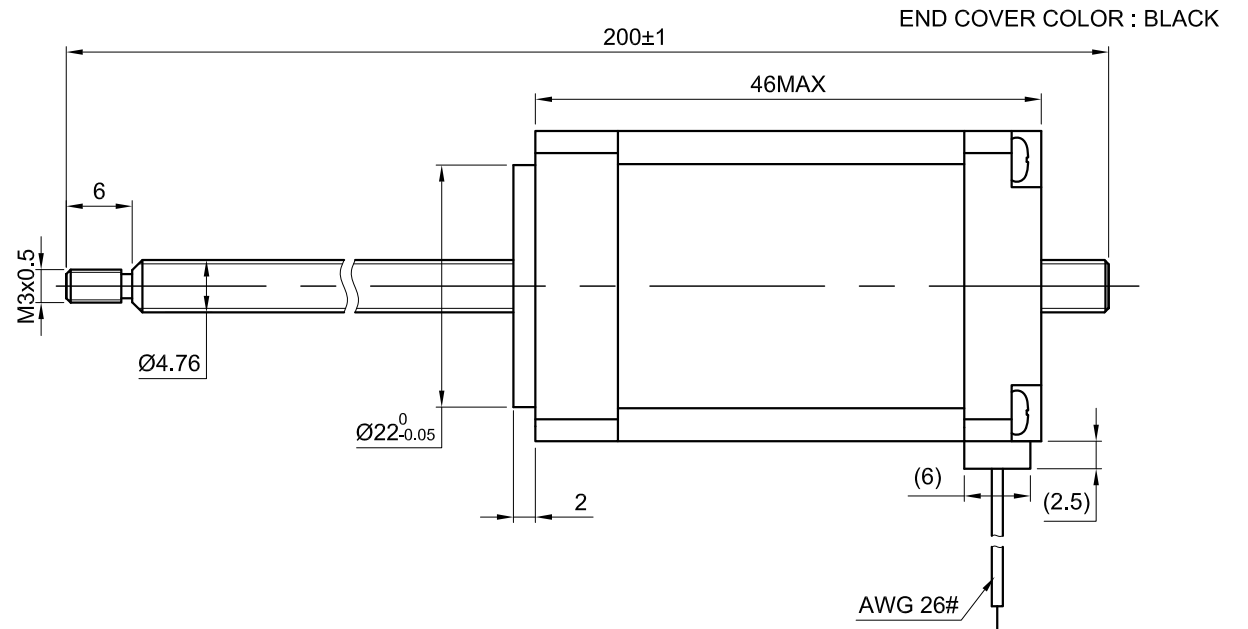 END COVER COLOR : BLACK
200±1
46MAX
6
M3x0.5
Ø4.76
Ø22 0 -0.05
2
(6)
(2.5)
AWG 26#